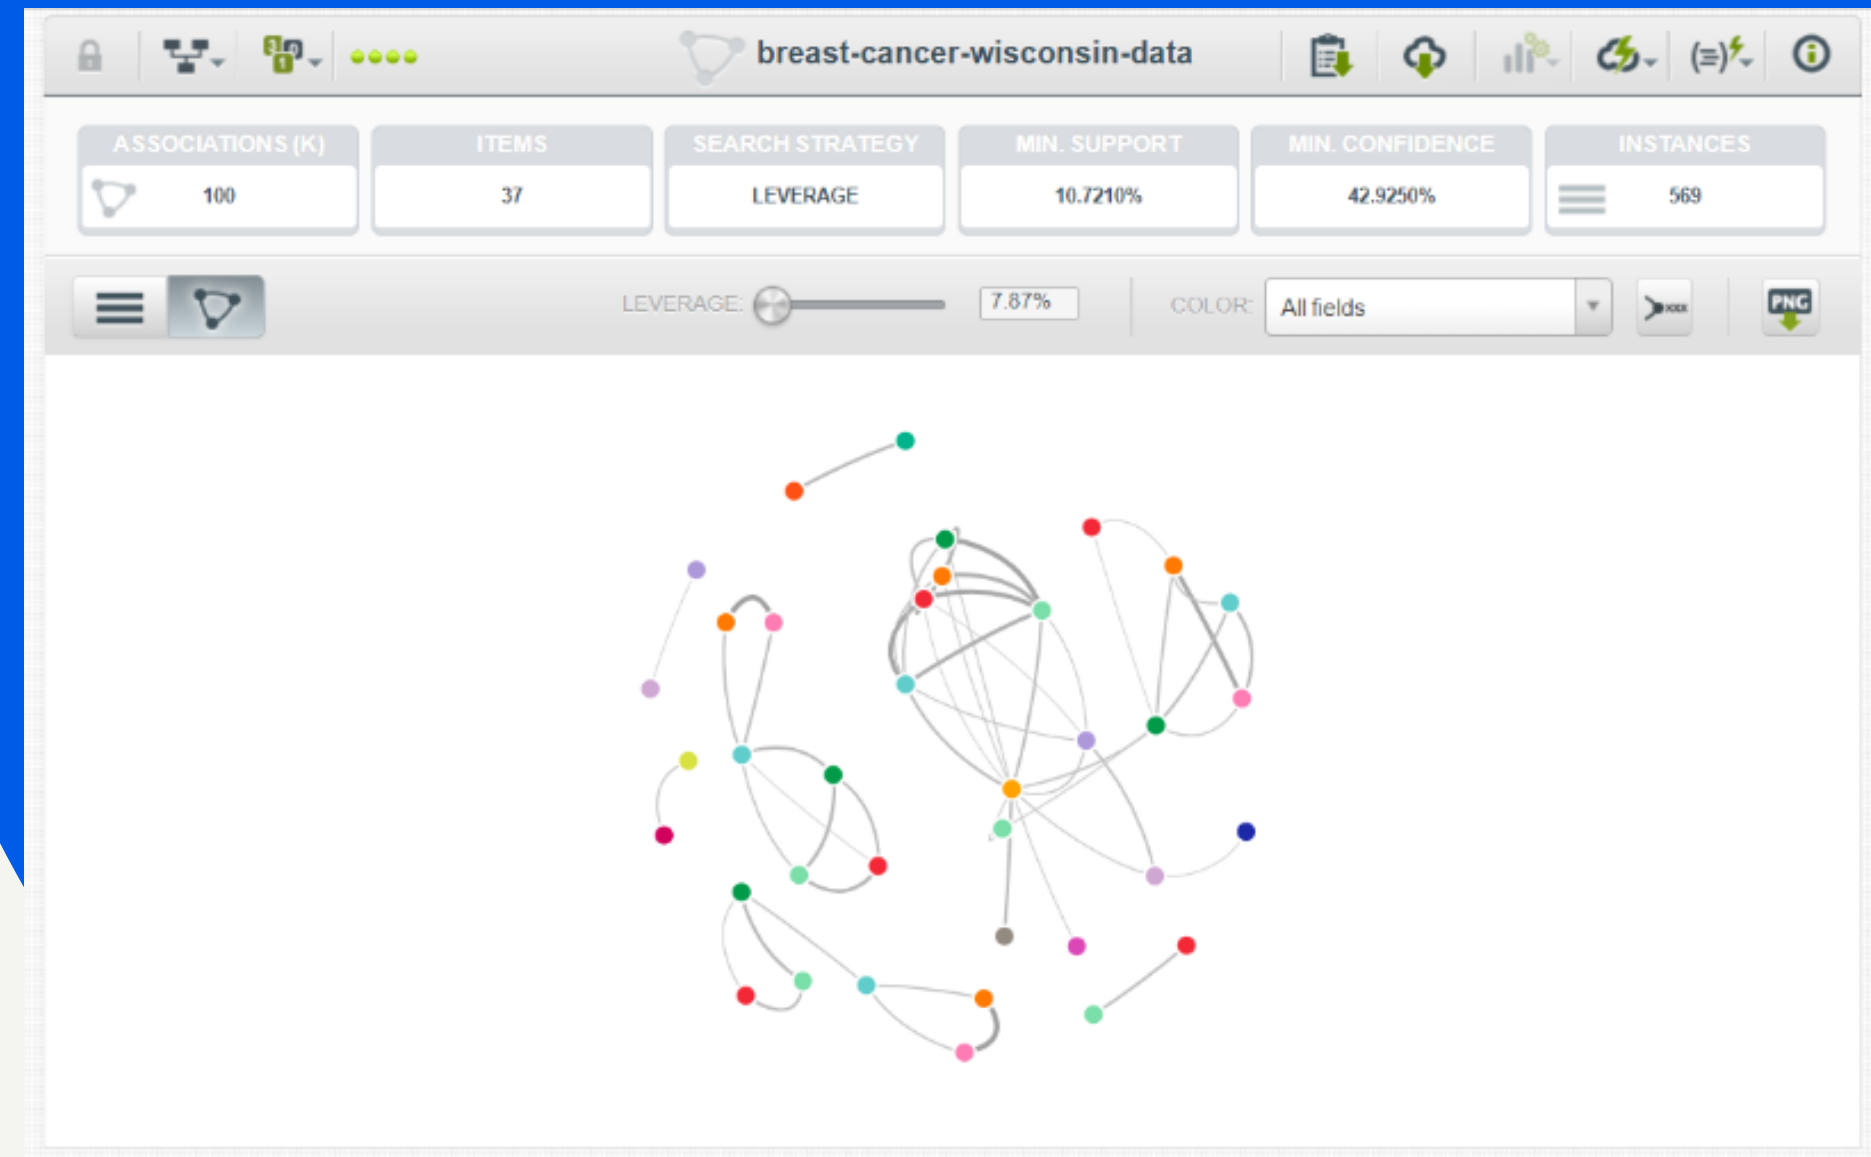 breast-cancer-wisconsin-data
ASSOCIATIONS (K)
100
ITEMS
37
SEARCH STRATEGY
LEVERAGE
MIN. SUPPORT
10.7210%
MIN. CONFIDENCE
42.9250%
INSTANCES
569
LEVERAGE: 7.87% COLOR: All fields xxx PNG